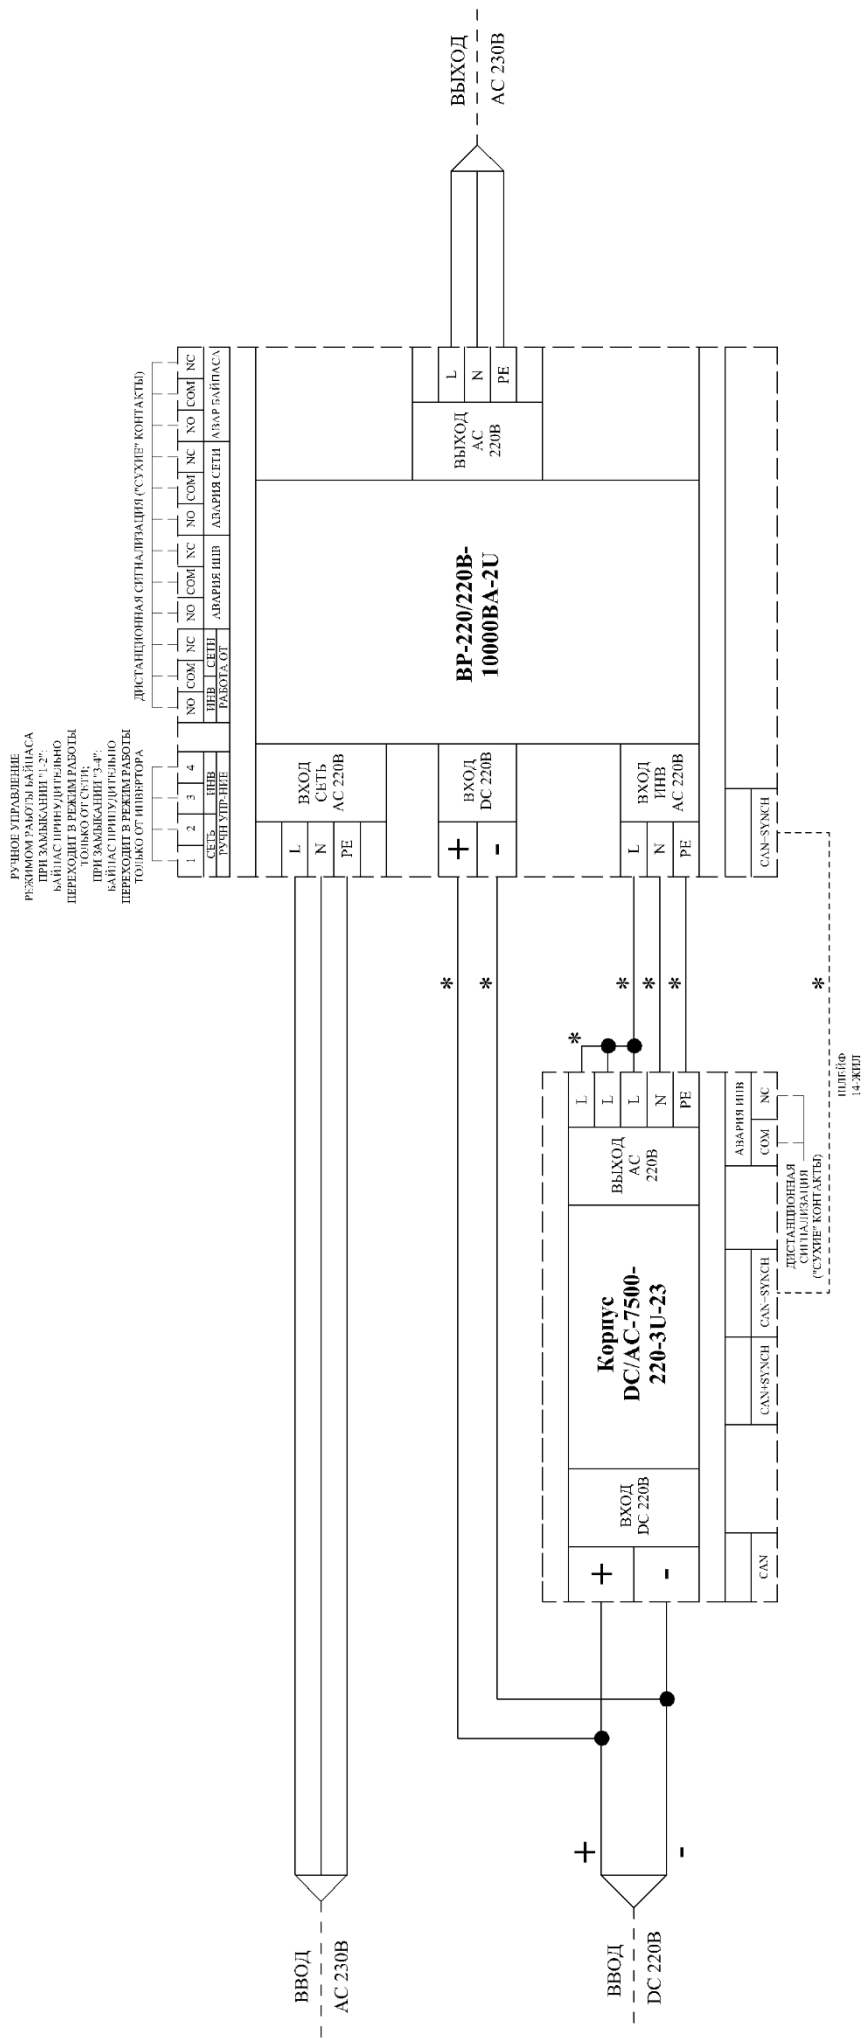 РУЧНОЕ УПРАВЛЕНИЕ
РЕЖИМОМ РАБОТЫ БАЙПАСА
ПРИ ЗАМЫКАНИИ "1-2":
БАЙПАС ПРИНУДИТЕЛЬНО
ПЕРЕХОДИТ В РЕЖИМ РАБОТЫ
ТОЛЬКО ОТ СЕТИ;
ПРИ ЗАМЫКАНИИ "3-4":
БАЙПАС ПРИНУДИТЕЛЬНО
ПЕРЕХОДИТ В РЕЖИМ РАБОТЫ
ТОЛЬКО ОТ ИНВЕРТОРА
ДИСТАНЦИОННАЯ СИГНАЛИЗАЦИЯ ("СУХИЕ" КОНТАКТЫ)
1 2 3 4
СЕТЬ ИНВ
РУЧН УПР-НИЕ
NO COM NC NO COM NC NO COM NC NO COM NC
ИНВ СЕТИ
РАБОТА ОТ
АВАРИЯ ИНВ
АВАРИЯ СЕТИ
АВАР БАЙПАСА
ВВОД
AC 230В
L
N
PE
ВХОД
СЕТЬ
AC 220В
+
-
ВХОД
DC 220В
L
N
PE
ВХОД
ИНВ
AC 220В
BP-220/220В-
10000ВА-2U
ВЫХОД
AC
220В
L
N
PE
ВЫХОД
AC 230В
CAN-SYNCH
*
*
*
*
*
*
*
ВВОД
DC 220В
+
-
+
-
ВХОД
DC 220В
Корпус
DC/AC-7500-
220-3U-23
ВЫХОД
AC
220В
L
L
L
N
PE
CAN
CAN+SYNCH
CAN-SYNCH
АВАРИЯ ИНВ
COM NC
ДИСТАНЦИОННАЯ
СИГНАЛИЗАЦИЯ
("СУХИЕ" КОНТАКТЫ)
ШЛЕЙФ
14-ЖИЛ